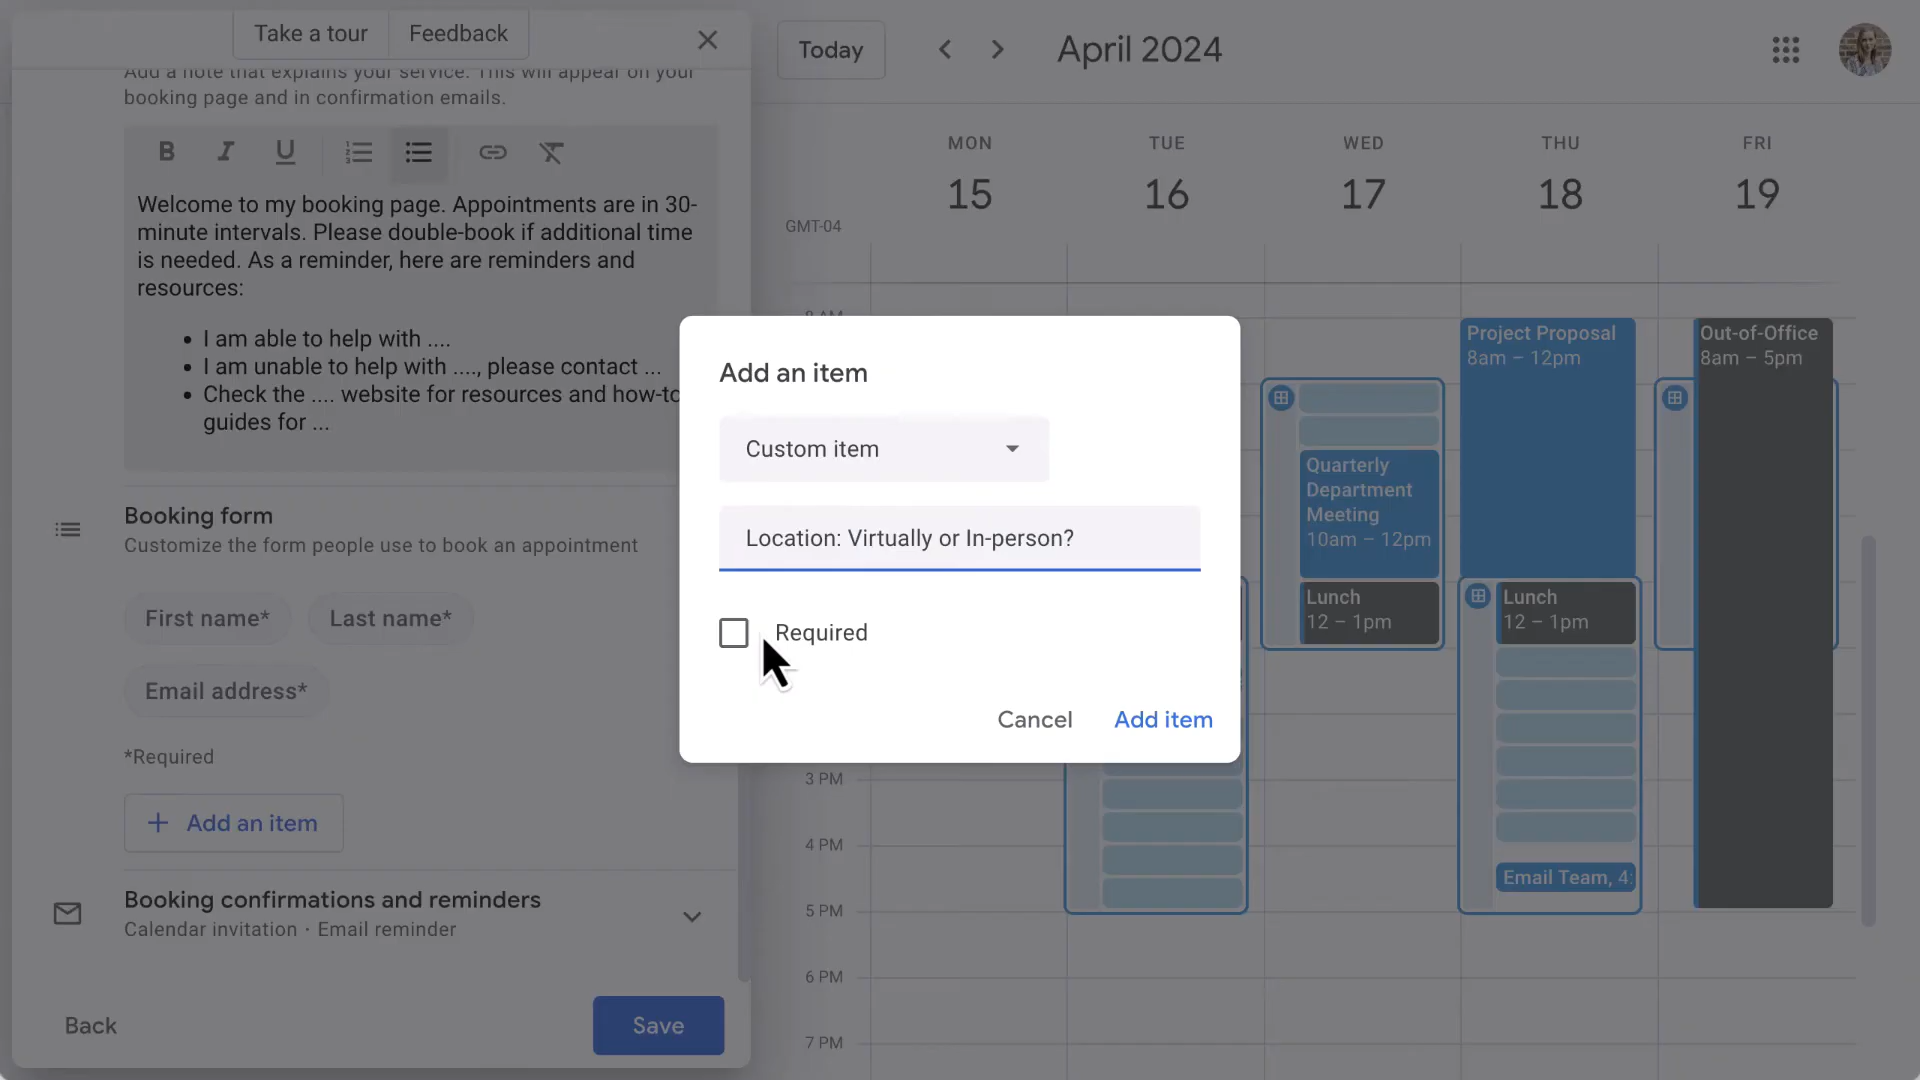 Take a tour
Feedback
Today
April 2024
Add a note that explains your service. This will appear on your
booking page and in confirmation emails.
B I U
Welcome to my booking page. Appointments are in 30-
minute intervals. Please double-book if additional time
is needed. As a reminder, here are reminders and
resources:
• I am able to help with ....
• I am unable to help with ...., please contact ...
• Check the .... website for resources and how-to
guides for ...
Booking form
Customize the form people use to book an appointment
First name*
Last name*
Email address*
*Required
+ Add an item
Booking confirmations and reminders
Calendar invitation · Email reminder
Back
Save
Add an item
Custom item
Location: Virtually or In-person?
Required
Cancel
Add item
MON
15
TUE
16
WED
17
THU
18
FRI
19
GMT-04
3 PM
4 PM
5 PM
6 PM
7 PM
Quarterly
Department
Meeting
10am – 12pm
Lunch
12 – 1pm
Project Proposal
8am – 12pm
Lunch
12 – 1pm
Email Team, 4:
Out-of-Office
8am – 5pm